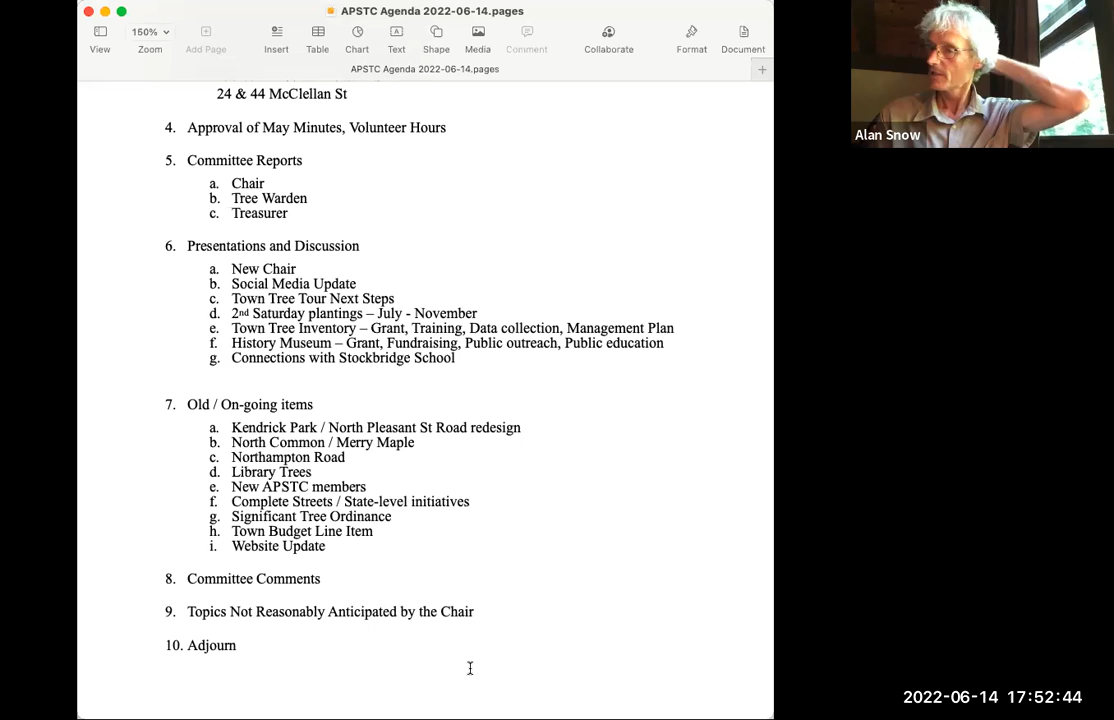 APSTC Agenda 2022-06-14.pages
150%
View
Zoom
Add Page
Insert
Table
Chart
Text
Shape
Media
Comment
Collaborate
Format
Document
APSTC Agenda 2022-06-14.pages
24 & 44 McClellan St
4. Approval of May Minutes, Volunteer Hours
5. Committee Reports
a. Chair
b. Tree Warden
c. Treasurer
6. Presentations and Discussion
a. New Chair
b. Social Media Update
c. Town Tree Tour Next Steps
d. 2nd Saturday plantings – July - November
e. Town Tree Inventory – Grant, Training, Data collection, Management Plan
f. History Museum – Grant, Fundraising, Public outreach, Public education
g. Connections with Stockbridge School
7. Old / On-going items
a. Kendrick Park / North Pleasant St Road redesign
b. North Common / Merry Maple
c. Northampton Road
d. Library Trees
e. New APSTC members
f. Complete Streets / State-level initiatives
g. Significant Tree Ordinance
h. Town Budget Line Item
i. Website Update
8. Committee Comments
9. Topics Not Reasonably Anticipated by the Chair
10. Adjourn
Alan Snow
2022-06-14 17:52:44